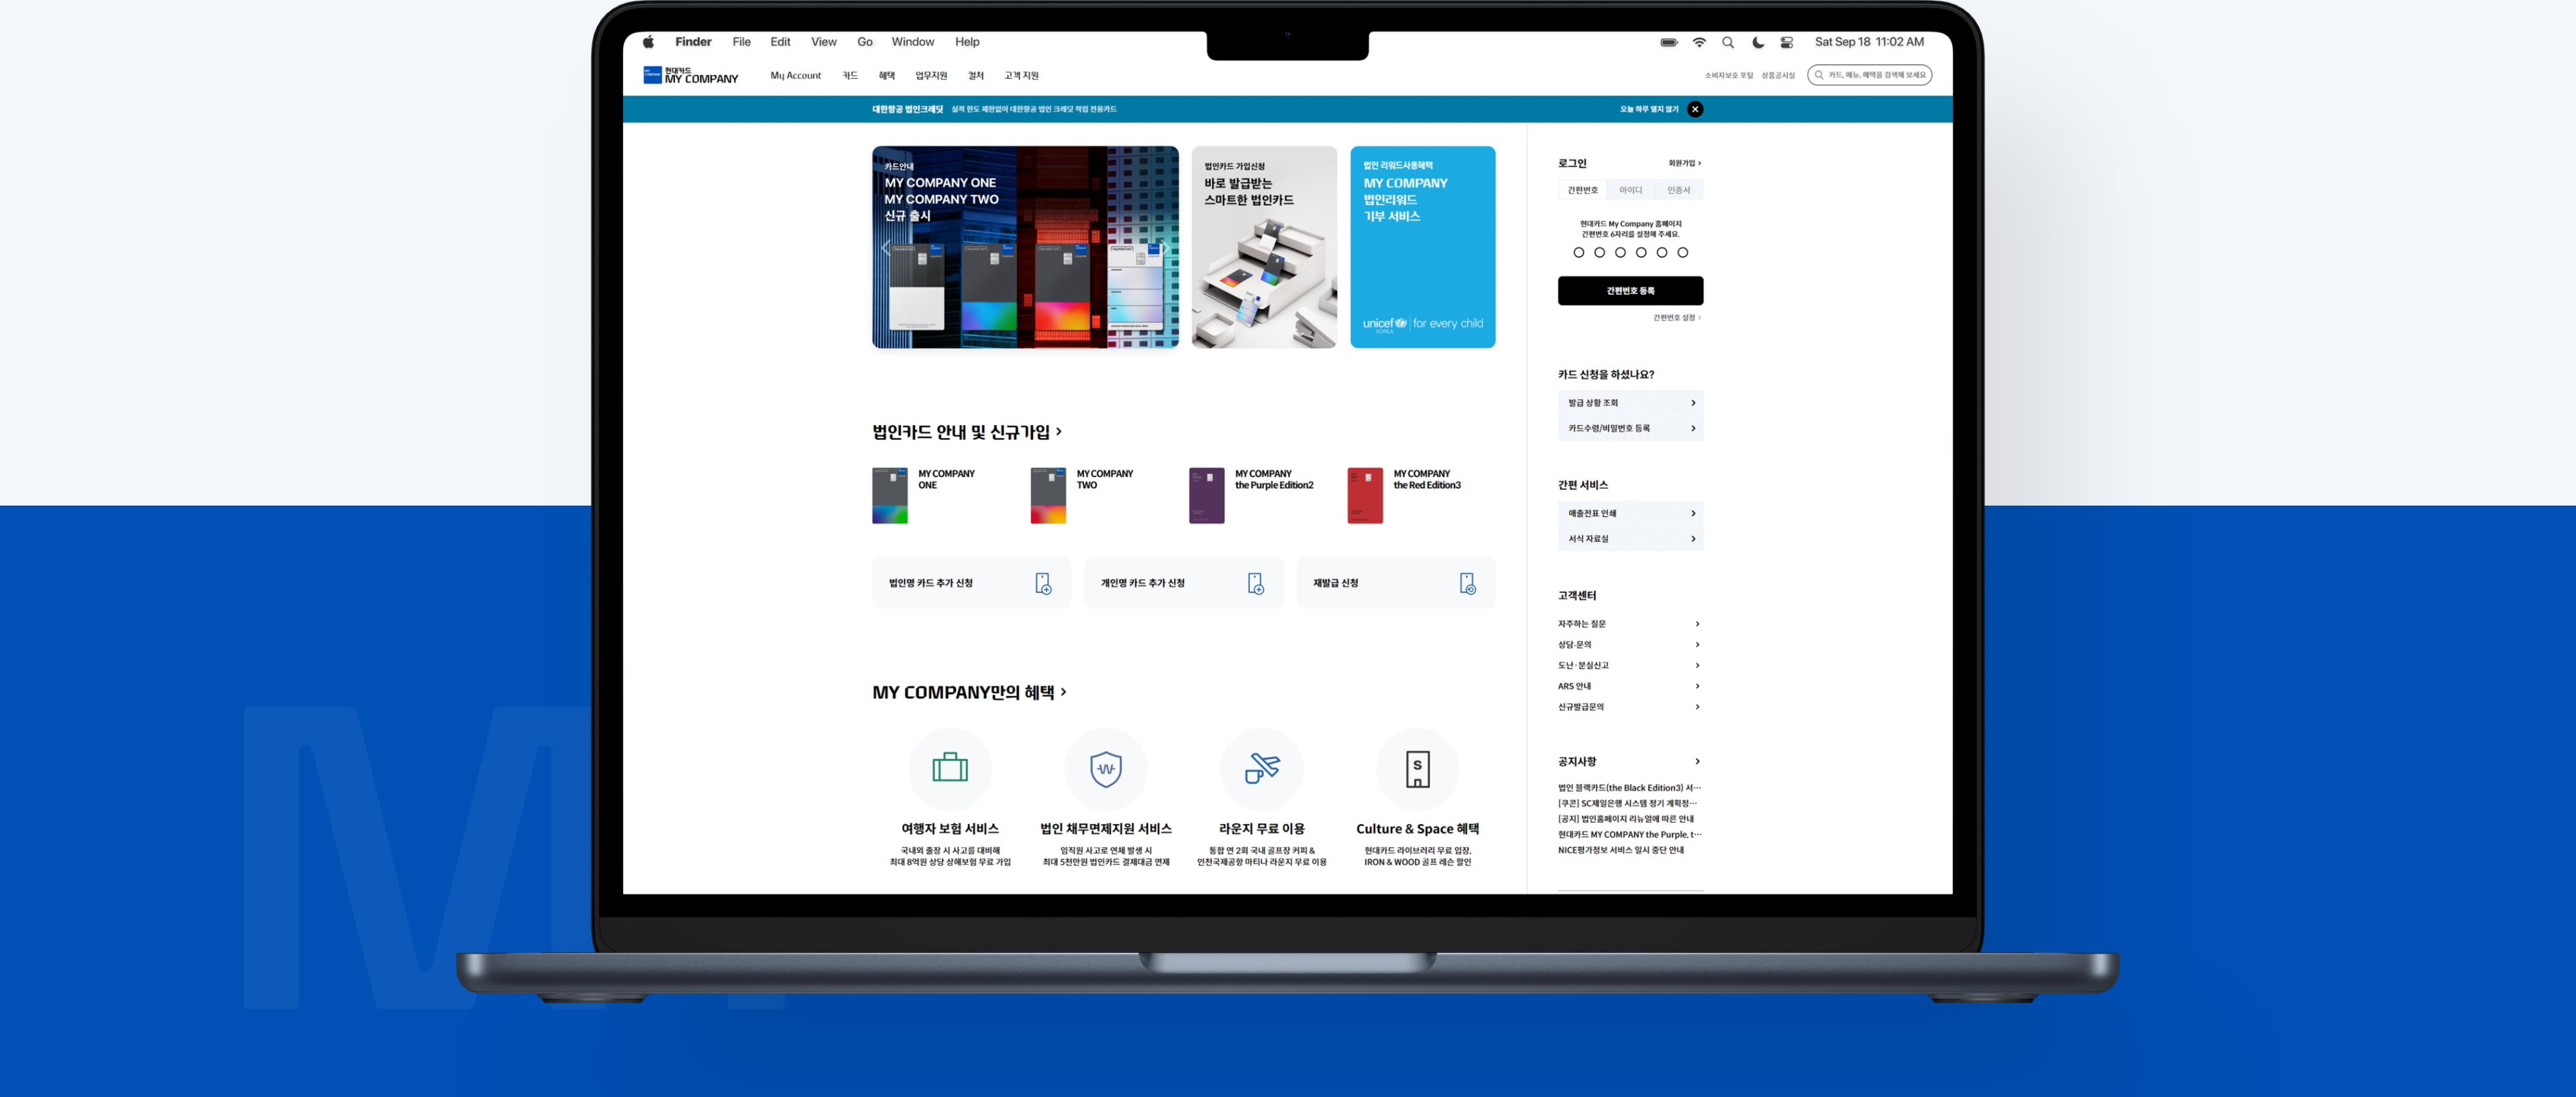 Finder File Edit View Go Window Help
Sat Sep 18 11:02 AM
현대카드
MY COMPANY
My Account 카드 혜택 업무지원 컬처 고객 지원
소비자보호 포털 상품공시실 카드, 메뉴, 혜택을 검색해 보세요
대한항공 법인크레딧 실적 한도 제한없이 대한항공 법인 크레딧 적립 전용카드
오늘 하루 열지 않기
카드안내
MY COMPANY ONE
MY COMPANY TWO
신규 출시
법인카드 가입신청
바로 발급받는
스마트한 법인카드
법인 리워드사용혜택
MY COMPANY
법인리워드
기부 서비스
unicef for every child
KOREA
법인카드 안내 및 신규가입
MY COMPANY
ONE
MY COMPANY
TWO
MY COMPANY
the Purple Edition2
MY COMPANY
the Red Edition3
법인명 카드 추가 신청
개인명 카드 추가 신청
재발급 신청
MY COMPANY만의 혜택
W
S
여행자 보험 서비스
국내외 출장 시 사고를 대비해
최대 8억원 상당 상해보험 무료 가입
법인 채무면제지원 서비스
임직원 사고로 연체 발생 시
최대 5천만원 법인카드 결제대금 면제
라운지 무료 이용
통합 연 2회 국내 골프장 커피 &
인천국제공항 마티나 라운지 무료 이용
Culture & Space 혜택
현대카드 라이브러리 무료 입장,
IRON & WOOD 골프 레슨 할인
로그인 회원가입
간편번호 아이디 인증서
현대카드 My Company 홈페이지
간편번호 6자리를 설정해 주세요.
간편번호 등록
간편번호 설정
카드 신청을 하셨나요?
발급 상황 조회
카드수령/비밀번호 등록
간편 서비스
매출전표 인쇄
서식 자료실
고객센터
자주하는 질문
상담·문의
도난·분실신고
ARS 안내
신규발급문의
공지사항
법인 블랙카드(the Black Edition3) 서…
[쿠콘] SC제일은행 시스템 정기 계획정…
[공지] 법인홈페이지 리뉴얼에 따른 안내
현대카드 MY COMPANY the Purple, t…
NICE평가정보 서비스 일시 중단 안내